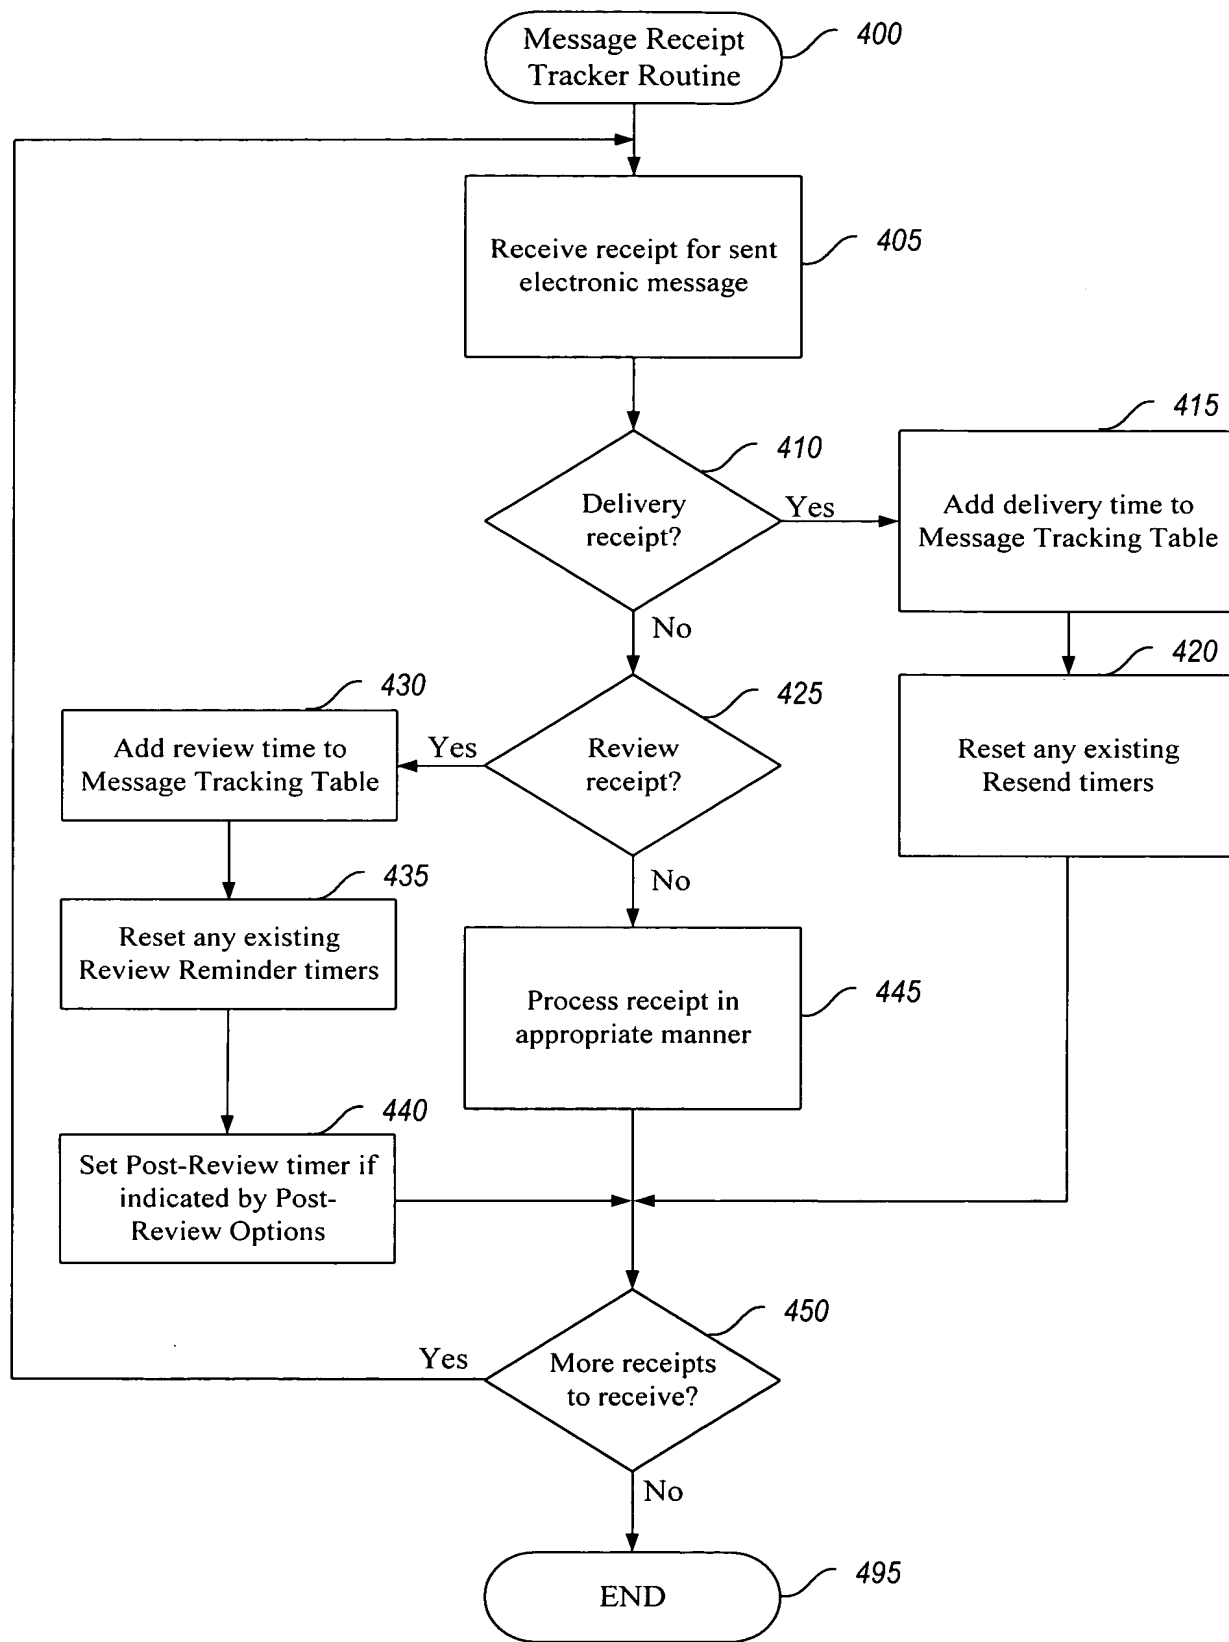 Message Receipt
Tracker Routine
400
Receive receipt for sent
electronic message
405
Delivery
receipt?
410
Yes
No
Add delivery time to
Message Tracking Table
415
Reset any existing
Resend timers
420
Review
receipt?
425
Yes
No
Add review time to
Message Tracking Table
430
Reset any existing
Review Reminder timers
435
Set Post-Review timer if
indicated by Post-
Review Options
440
Process receipt in
appropriate manner
445
More receipts
to receive?
450
Yes
No
END
495